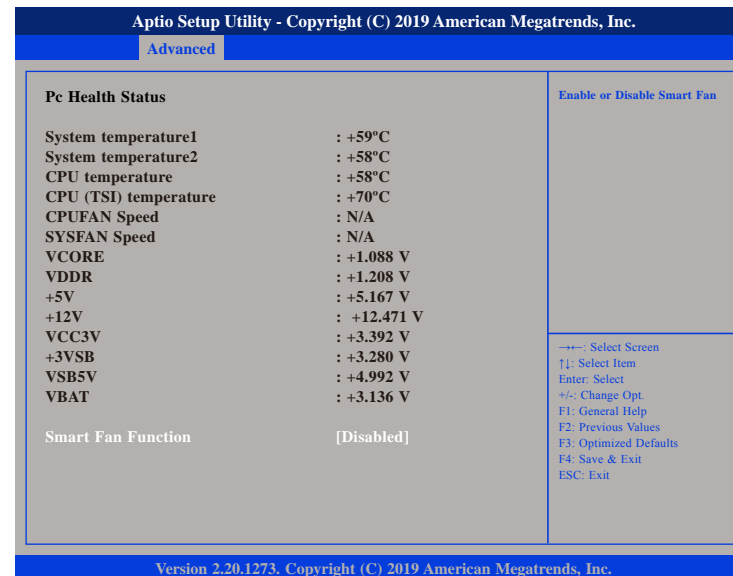 Aptio Setup Utility - Copyright (C) 2019 American Megatrends, Inc.
Advanced
Pc Health Status
System temperature1 : +59ºC
System temperature2 : +58ºC
CPU temperature : +58ºC
CPU (TSI) temperature : +70ºC
CPUFAN Speed : N/A
SYSFAN Speed : N/A
VCORE : +1.088 V
VDDR : +1.208 V
+5V : +5.167 V
+12V : +12.471 V
VCC3V : +3.392 V
+3VSB : +3.280 V
VSB5V : +4.992 V
VBAT : +3.136 V
Smart Fan Function [Disabled]
Enable or Disable Smart Fan
→←: Select Screen
↑↓: Select Item
Enter: Select
+/-: Change Opt.
F1: General Help
F2: Previous Values
F3: Optimized Defaults
F4: Save & Exit
ESC: Exit
Version 2.20.1273. Copyright (C) 2019 American Megatrends, Inc.